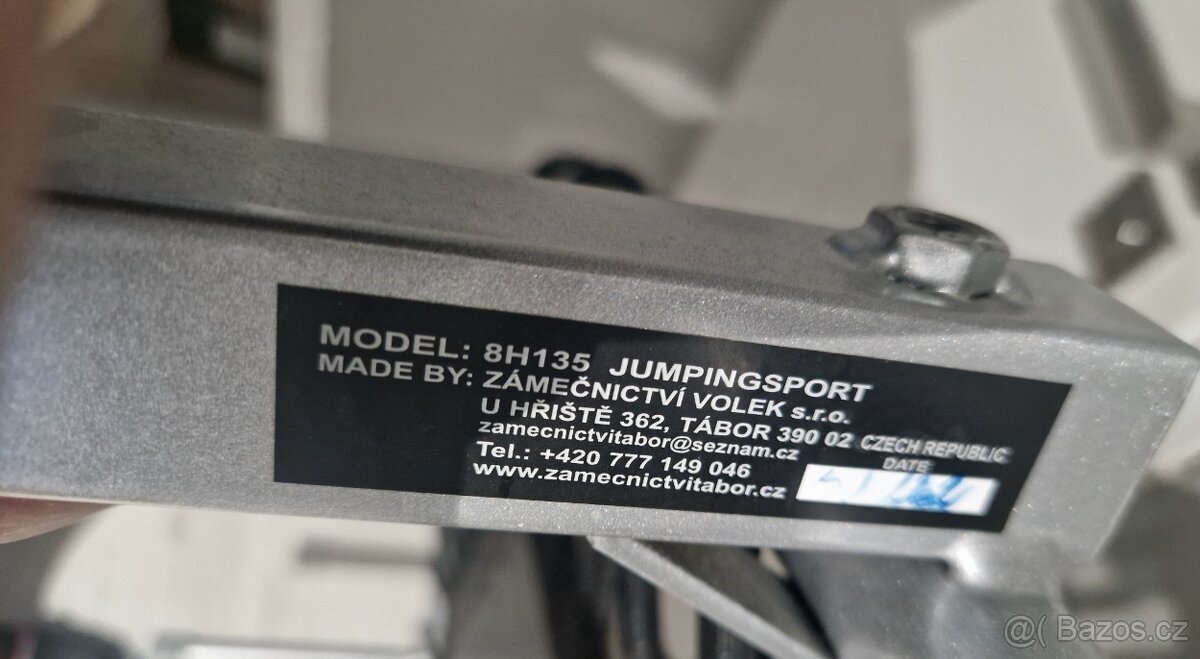 MODEL: 8H135 JUMPINGSPORT
MADE BY: ZÁMEČNICTVÍ VOLEK s.r.o.
U HŘIŠTĚ 362, TÁBOR 390 02 CZECH REPUBLIC
zamecnictvitabor@seznam.cz
DATE:
Tel.: +420 777 149 046
www.zamecnictvitabor.cz
@( Bazos.cz